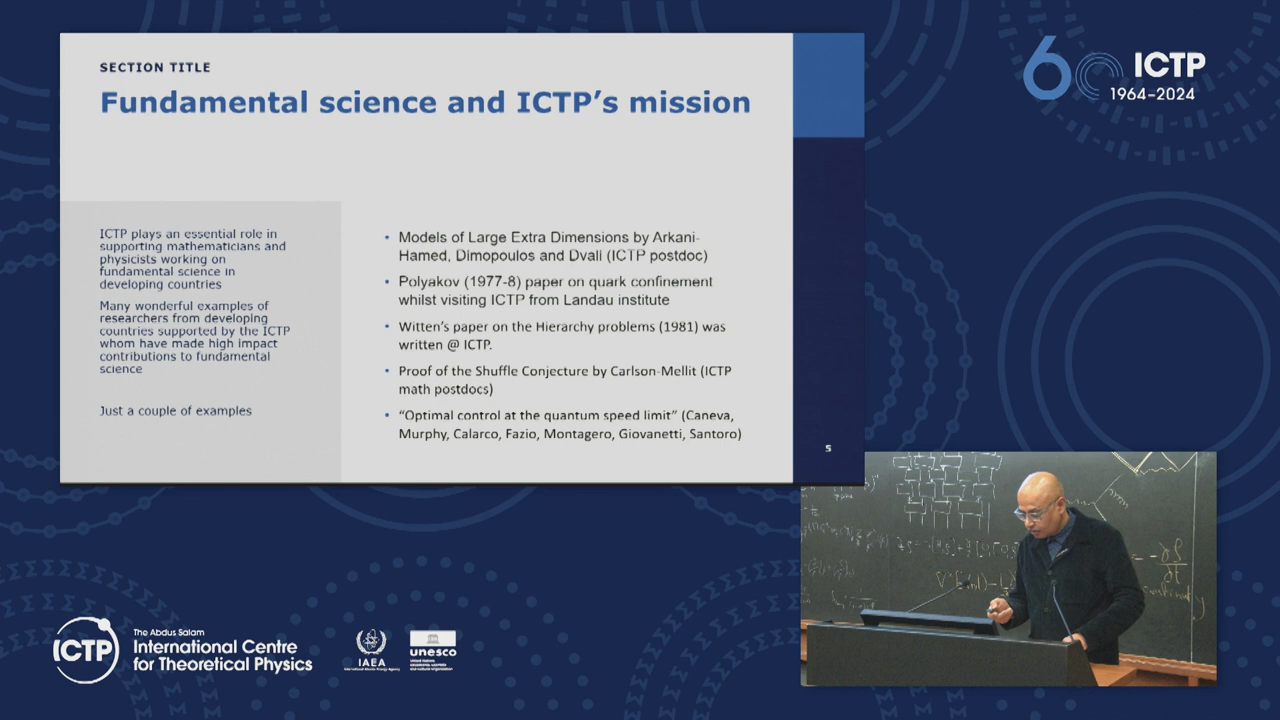 SECTION TITLE
Fundamental science and ICTP's mission
ICTP plays an essential role in
supporting mathematicians and
physicists working on
fundamental science in
developing countries
Many wonderful examples of
researchers from developing
countries supported by the ICTP
whom have made high impact
contributions to fundamental
science
Just a couple of examples
• Models of Large Extra Dimensions by Arkani-
Hamed, Dimopoulos and Dvali (ICTP postdoc)
• Polyakov (1977-8) paper on quark confinement
whilst visiting ICTP from Landau institute
• Witten's paper on the Hierarchy problems (1981) was
written @ ICTP.
• Proof of the Shuffle Conjecture by Carlson-Mellit (ICTP
math postdocs)
• “Optimal control at the quantum speed limit” (Caneva,
Murphy, Calarco, Fazio, Montagero, Giovanetti, Santoro)
5
60 ICTP
1964–2024
ICTP
The Abdus Salam
International Centre
for Theoretical Physics
IAEA
International Atomic Energy Agency
unesco